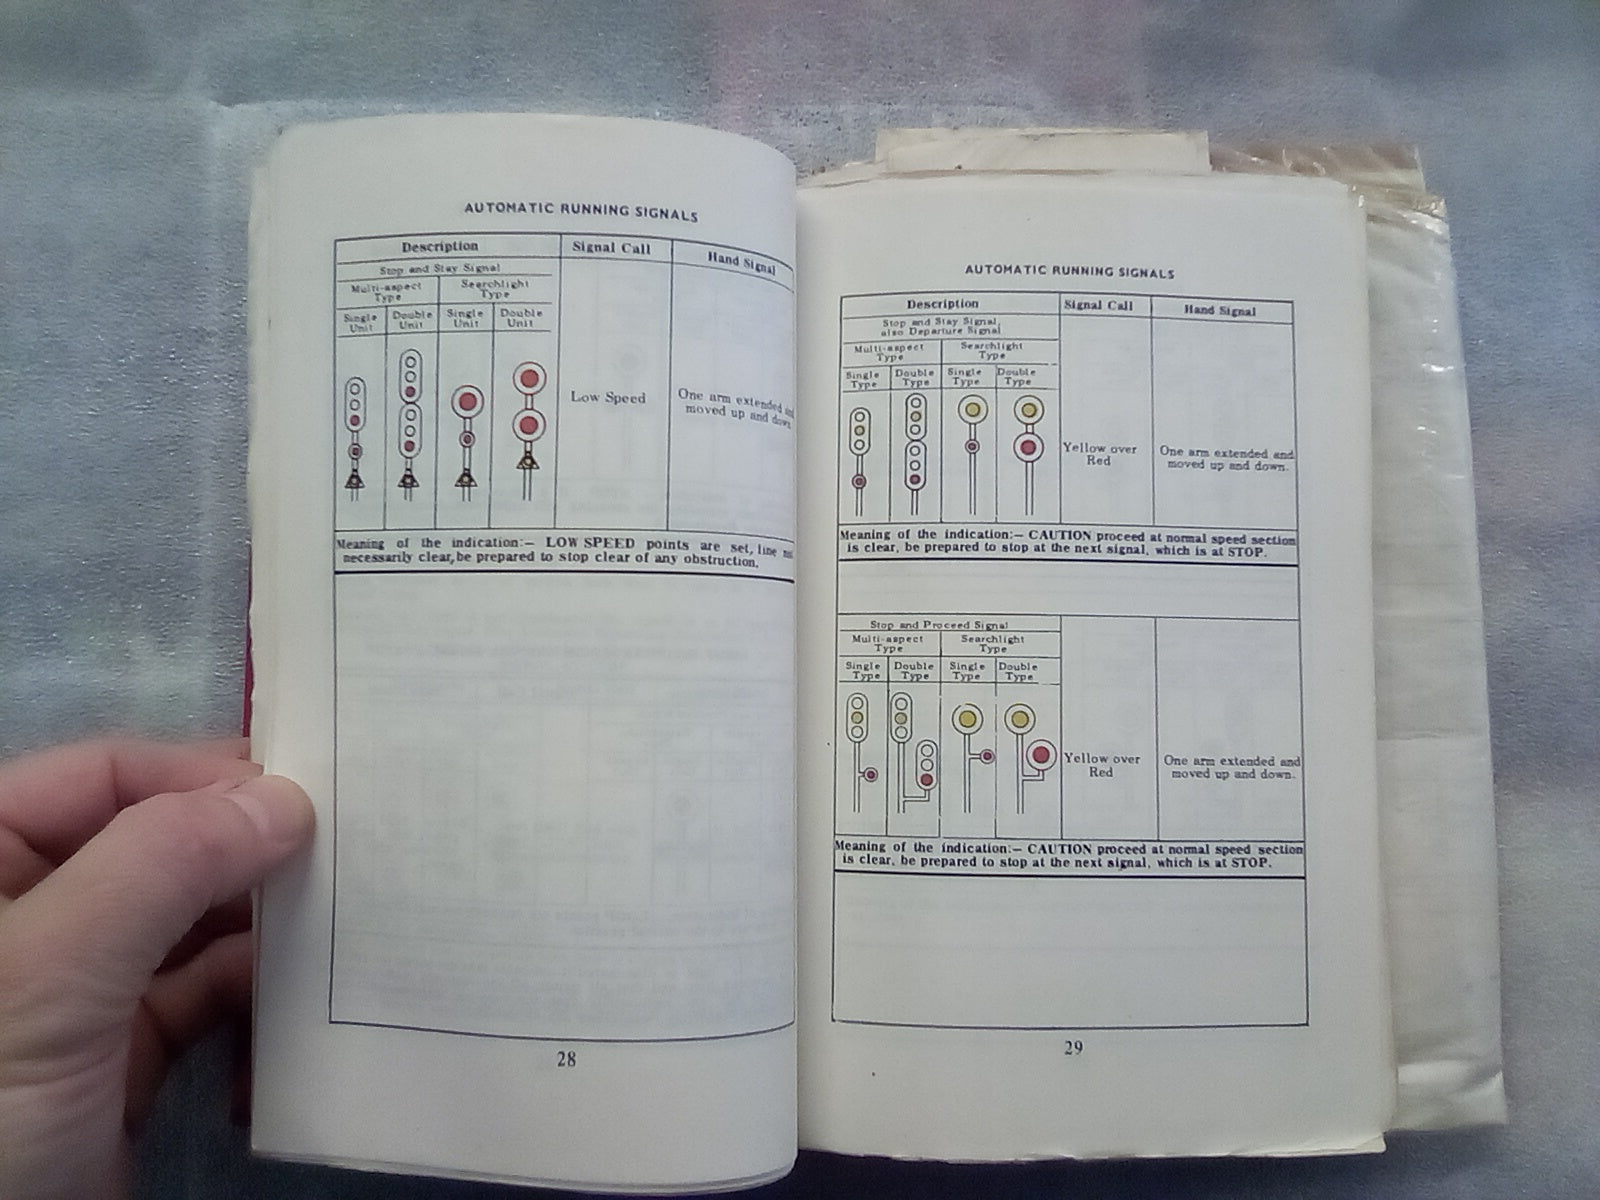 AUTOMATIC RUNNING SIGNALS
Description
Signal Call
Hand Signal
Stop and Stay Signal
Multi-aspect
Type
Searchlight
Type
Single
Unit
Double
Unit
Single
Unit
Double
Unit
Low Speed
One arm extended and
moved up and down.
Meaning of the indication:— LOW SPEED points are set, line not
necessarily clear, be prepared to stop clear of any obstruction.
28
AUTOMATIC RUNNING SIGNALS
Description
Signal Call
Hand Signal
Stop and Stay Signal,
also Departure Signal
Multi-aspect
Type
Searchlight
Type
Single
Type
Double
Type
Single
Type
Double
Type
Yellow over
Red
One arm extended and
moved up and down.
Meaning of the indication:— CAUTION proceed at normal speed section
is clear, be prepared to stop at the next signal, which is at STOP.
Stop and Proceed Signal
Multi-aspect
Type
Searchlight
Type
Single
Type
Double
Type
Single
Type
Double
Type
Yellow over
Red
One arm extended and
moved up and down.
Meaning of the indication:— CAUTION proceed at normal speed section
is clear, be prepared to stop at the next signal, which is at STOP.
29